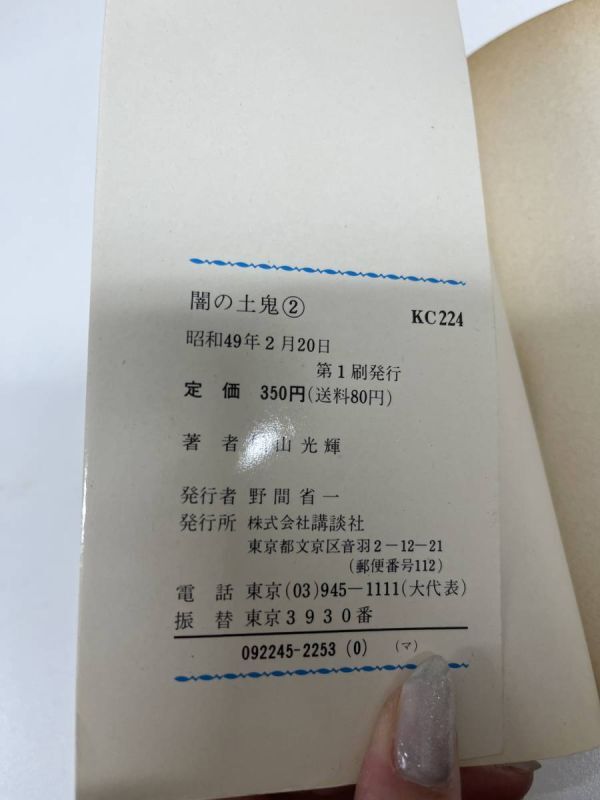 闇の土鬼②
KC224
昭和49年2月20日
第1刷発行
定価 350円(送料80円)
著者 山光輝
発行者 野間省一
発行所 株式会社講談社
東京都文京区音羽2-12-21
(郵便番号112)
電話 東京(03)945-1111(大代表)
振替 東京3930番
092245-2253 (0) (マ)